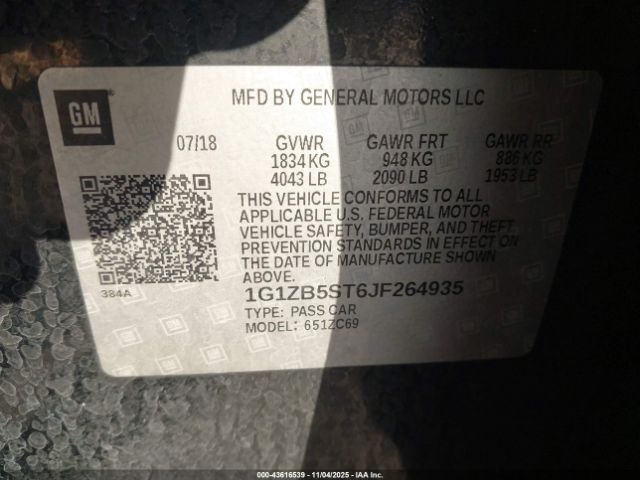 GM
MFD BY GENERAL MOTORS LLC
07/18 GVWR GAWR FRT GAWR RR
1834 KG 948 KG 886 KG
4043 LB 2090 LB 1953 LB
THIS VEHICLE CONFORMS TO ALL
APPLICABLE U.S. FEDERAL MOTOR
VEHICLE SAFETY, BUMPER, AND THEFT
PREVENTION STANDARDS IN EFFECT ON
THE DATE OF MANUFACTURE SHOWN
ABOVE.
384A
1G1ZB5ST6JF264935
TYPE: PASS CAR
MODEL: 651ZC69
000-43616539 - 11/04/2025 - IAA Inc.